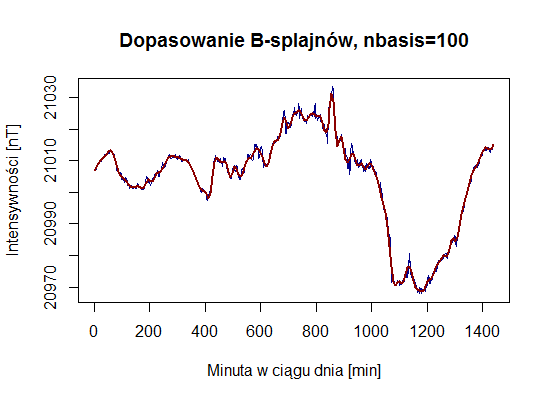 Dopasowanie B-splajnów, nbasis=100
Intensywności [nT]
21030
21010
20990
20970
0 200 400 600 800 1000 1200 1400
Minuta w ciągu dnia [min]